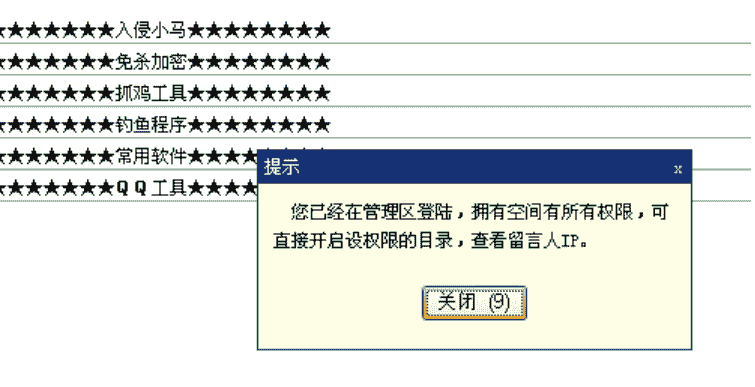 ★★★★★★★入侵小马★★★★★★★★
★★★★★★★免杀加密★★★★★★★★
★★★★★★★抓鸡工具★★★★★★★★
★★★★★★★钓鱼程序★★★★★★★★
★★★★★★★常用软件★★★★
★★★★★★★ＱＱ工具★★★★
提示 x
您已经在管理区登陆，拥有空间有所有权限，可
直接开启设权限的目录，查看留言人IP。
关闭 (9)